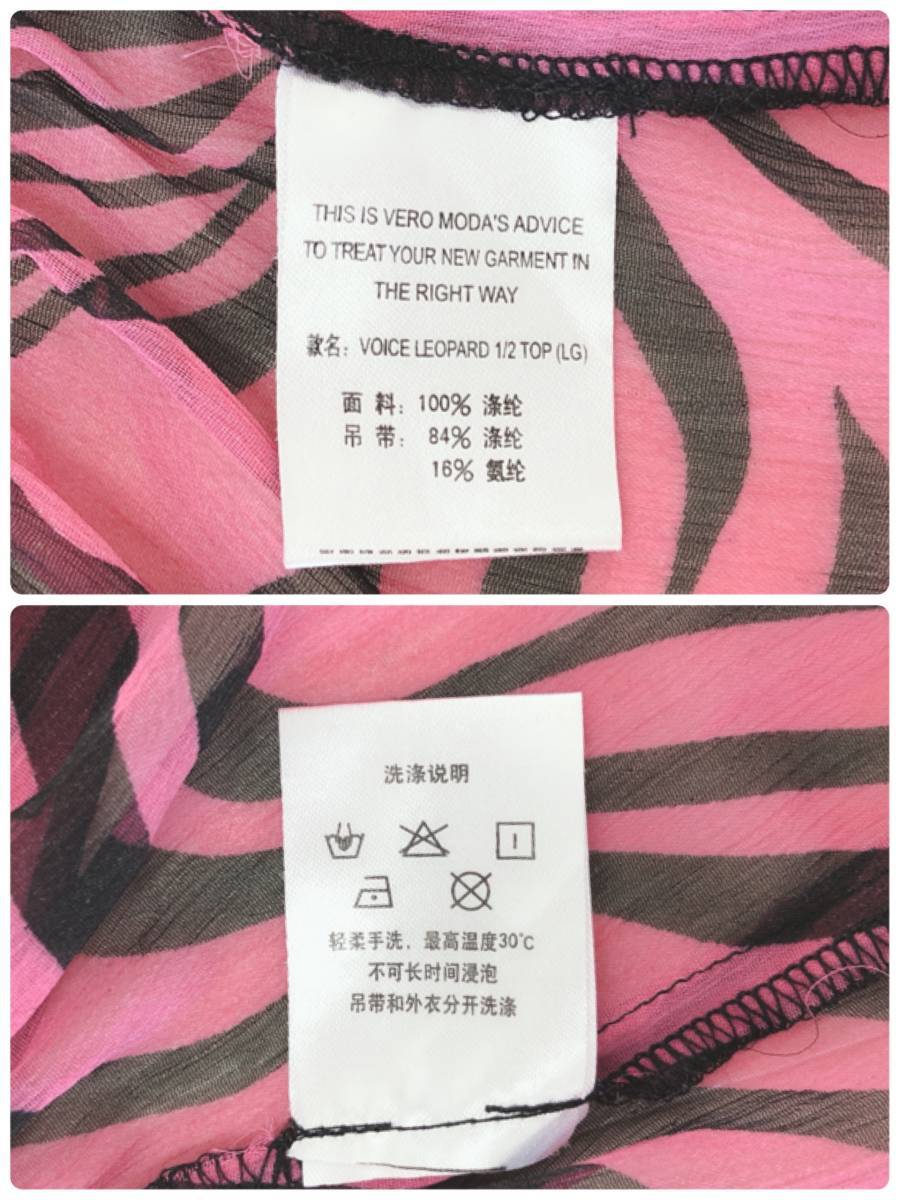 THIS IS VERO MODA'S ADVICE
TO TREAT YOUR NEW GARMENT IN
THE RIGHT WAY
款名：VOICE LEOPARD 1/2 TOP (LG)
面 料：100% 涤纶
吊 带：84% 涤纶
16% 氨纶
洗涤说明
轻柔手洗，最高温度30℃
不可长时间浸泡
吊带和外衣分开洗涤